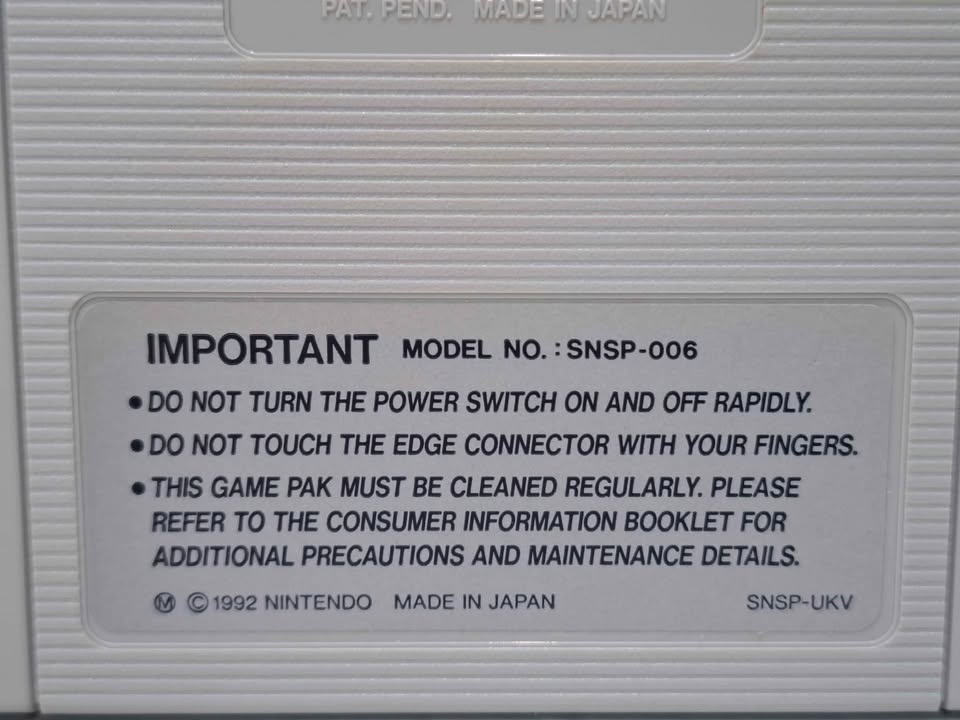 PAT. PEND. MADE IN JAPAN
IMPORTANT MODEL NO. : SNSP-006
●DO NOT TURN THE POWER SWITCH ON AND OFF RAPIDLY.
●DO NOT TOUCH THE EDGE CONNECTOR WITH YOUR FINGERS.
●THIS GAME PAK MUST BE CLEANED REGULARLY. PLEASE
REFER TO THE CONSUMER INFORMATION BOOKLET FOR
ADDITIONAL PRECAUTIONS AND MAINTENANCE DETAILS.
Ⓜ ©1992 NINTENDO MADE IN JAPAN SNSP-UKV